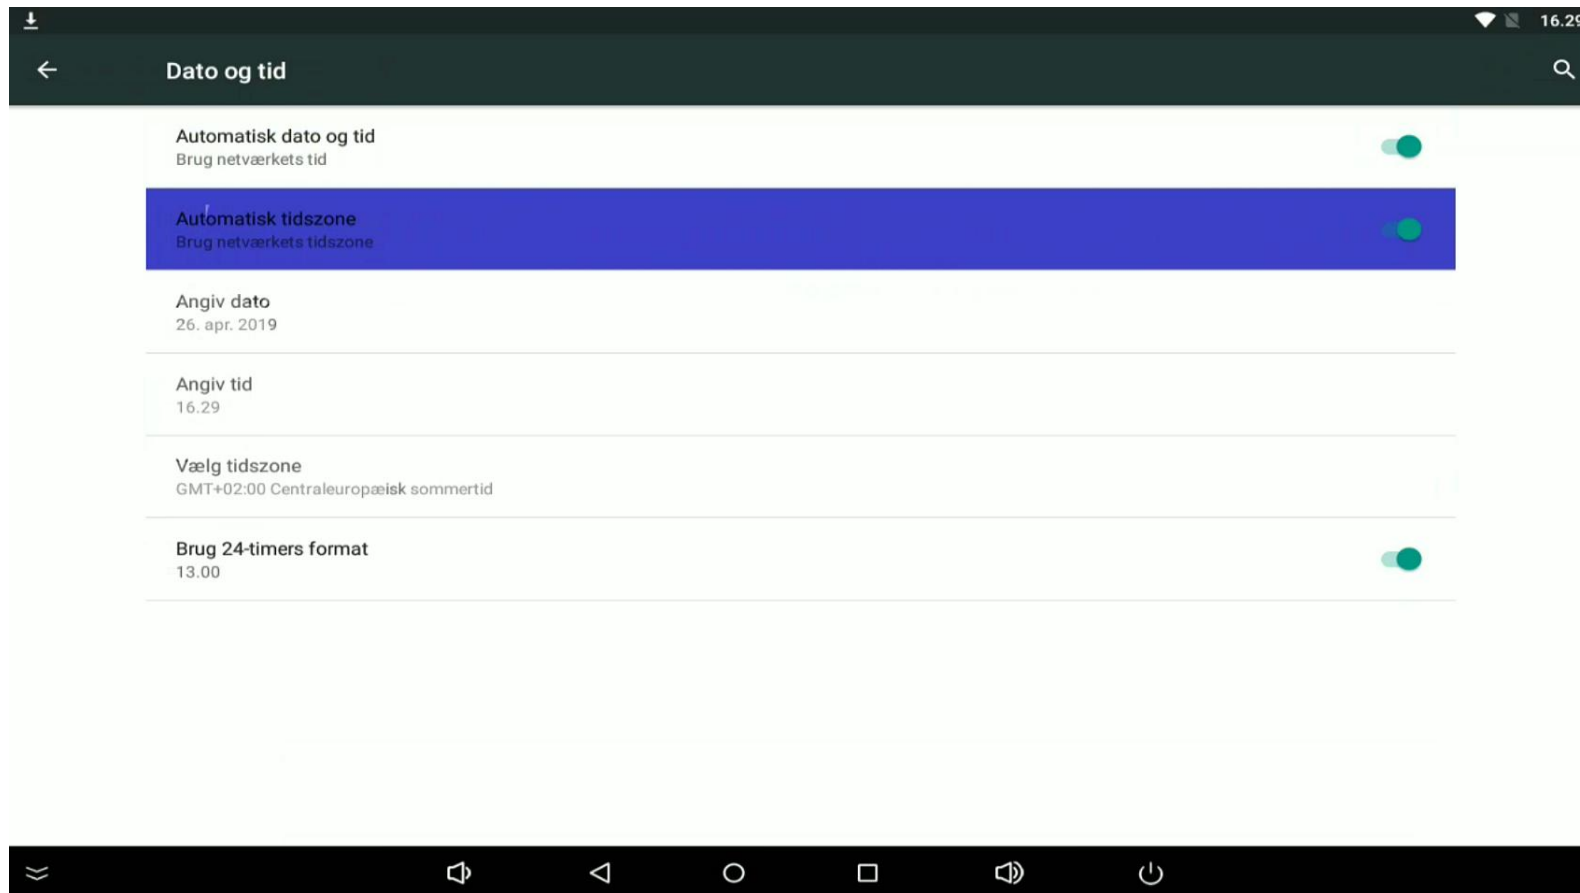 16.29
Dato og tid
Automatisk dato og tid
Brug netværkets tid
Automatisk tidszone
Brug netværkets tidszone
Angiv dato
26. apr. 2019
Angiv tid
16.29
Vælg tidszone
GMT+02:00 Centraleuropæisk sommertid
Brug 24-timers format
13.00